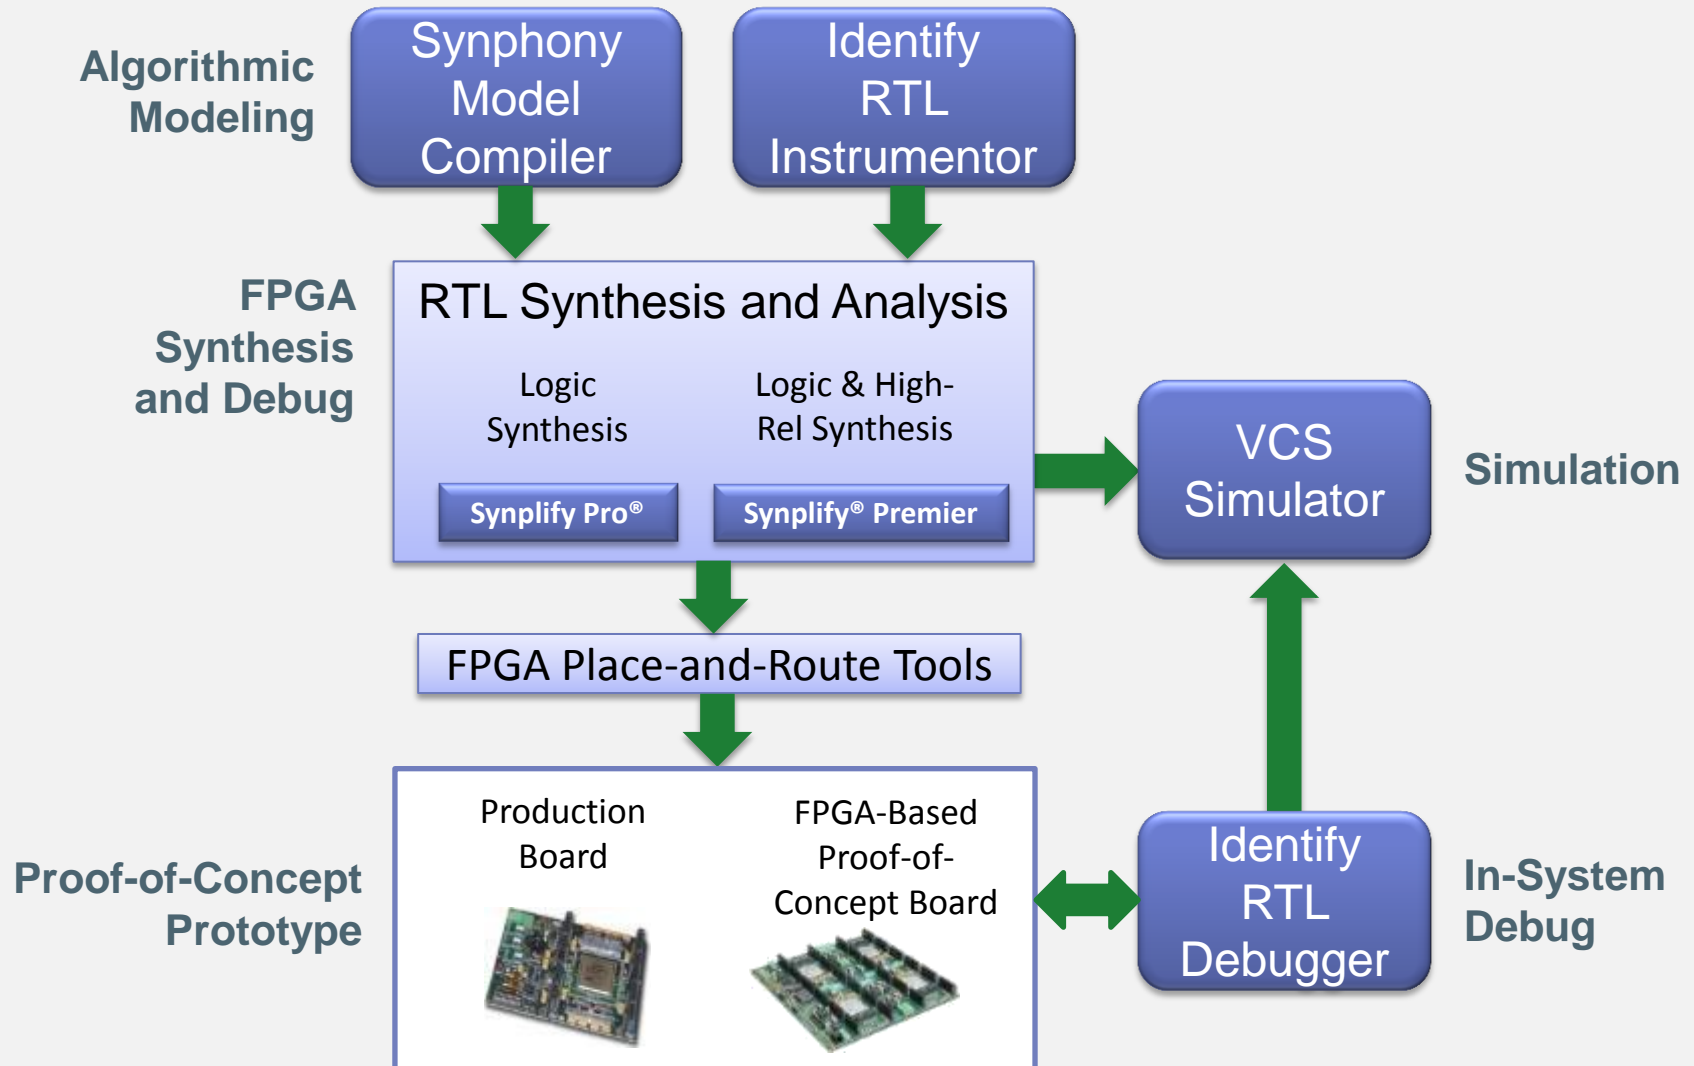 Algorithmic
Modeling
Synphony
Model
Compiler
Identify
RTL
Instrumentor
FPGA
Synthesis
and Debug
RTL Synthesis and Analysis
Logic
Synthesis
Logic & High-
Rel Synthesis
Synplify Pro®
Synplify® Premier
VCS
Simulator
Simulation
FPGA Place-and-Route Tools
Proof-of-Concept
Prototype
Production
Board
FPGA-Based
Proof-of-
Concept Board
Identify
RTL
Debugger
In-System
Debug